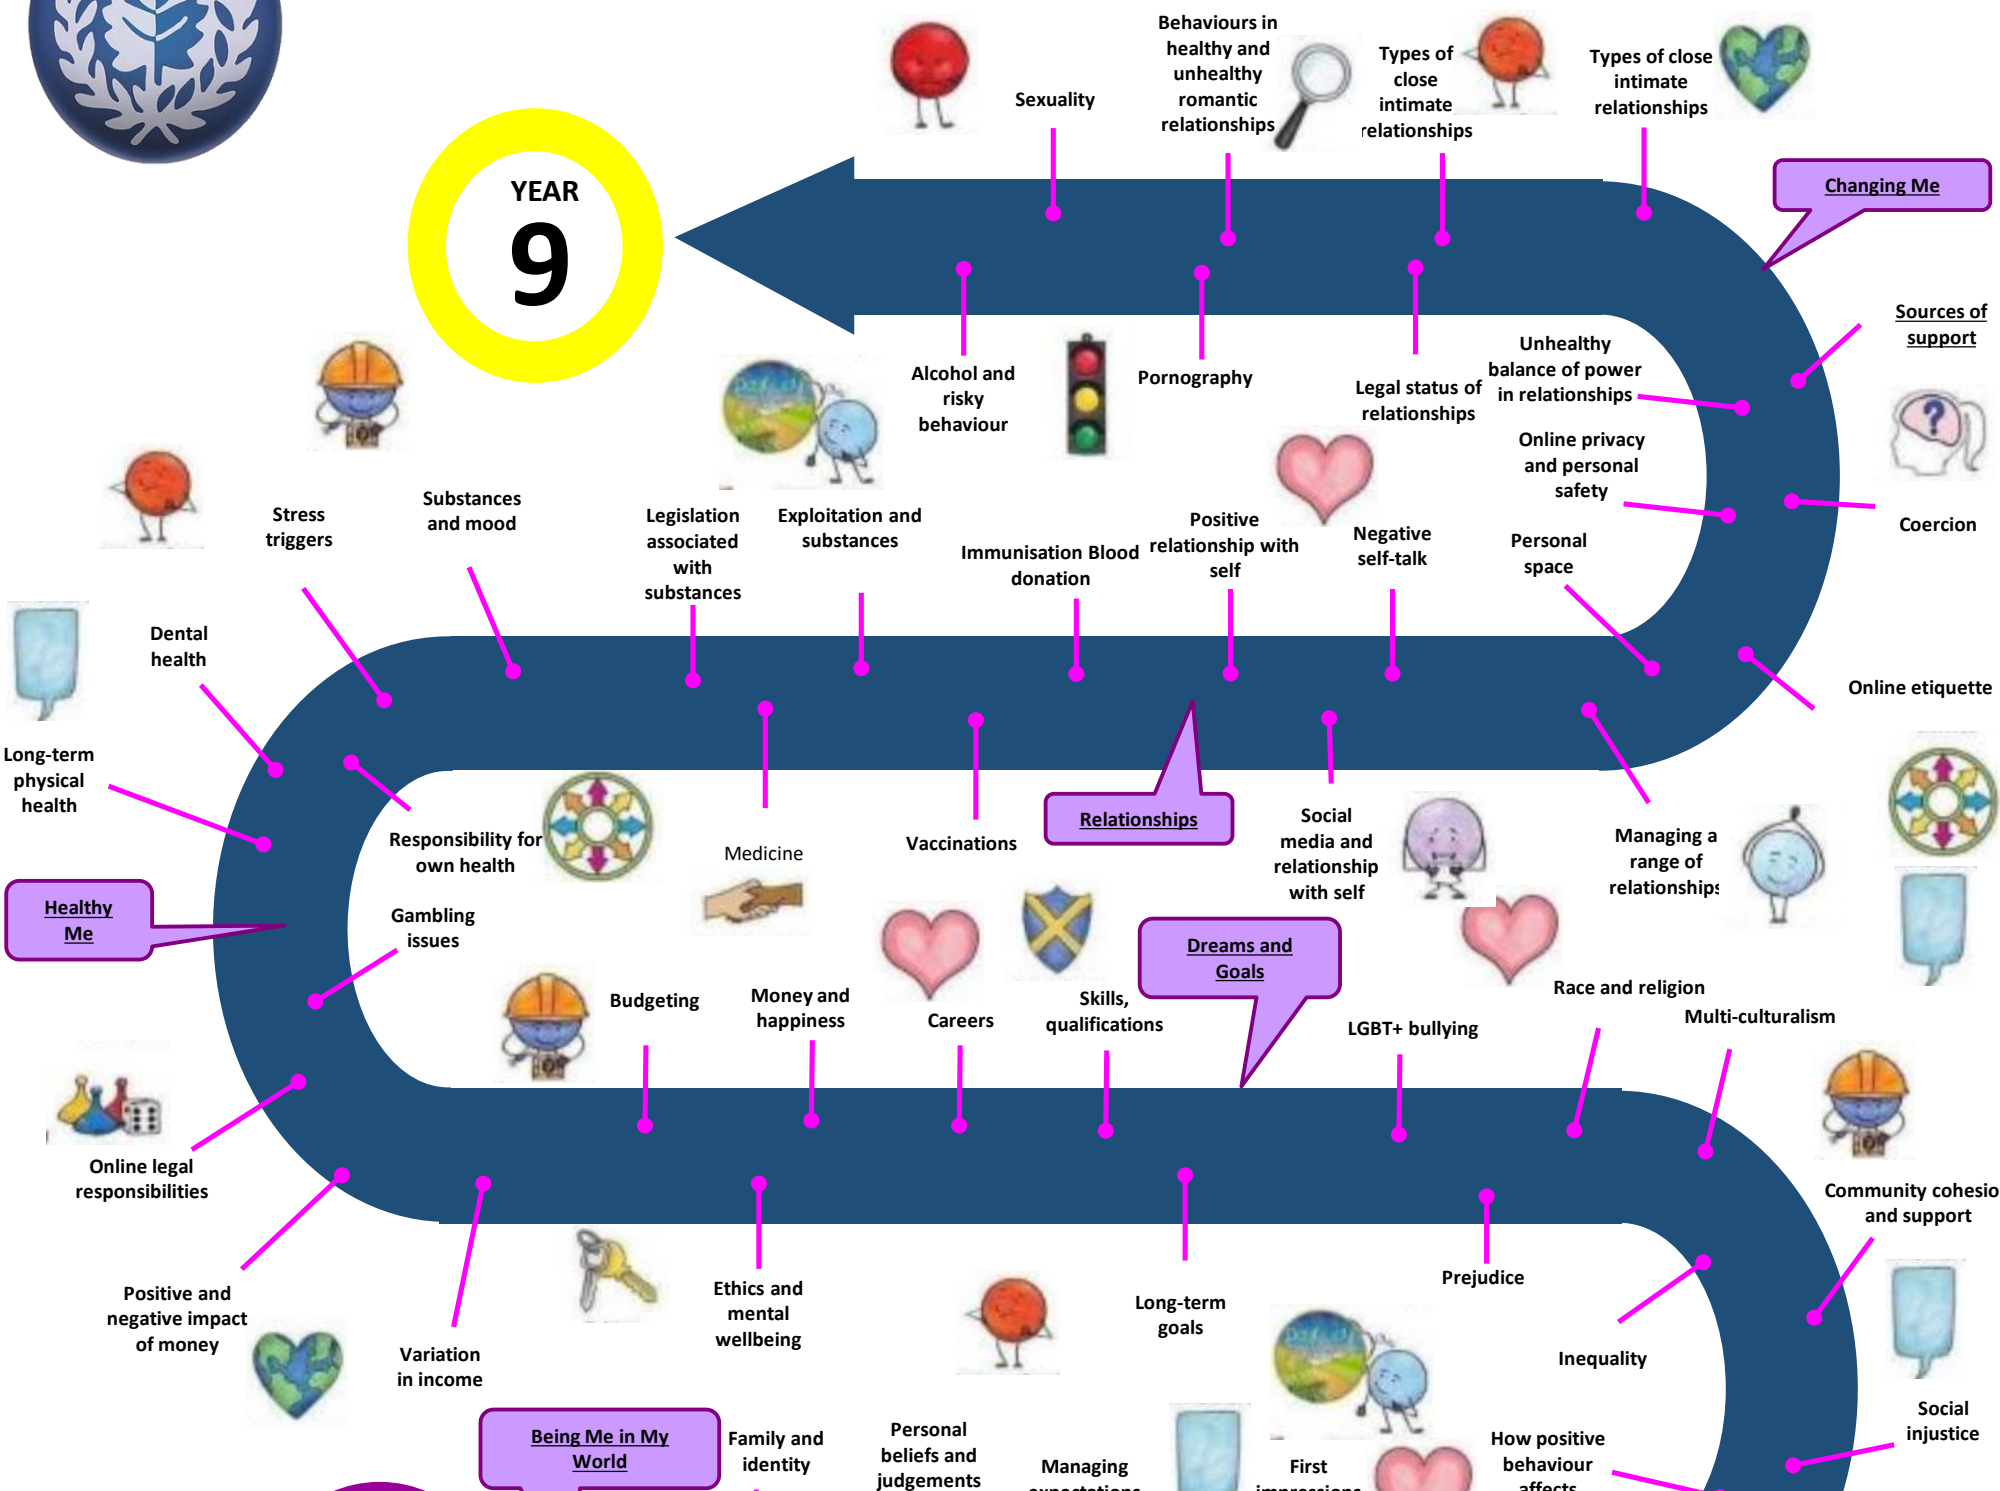 Behaviours in
healthy and
unhealthy
romantic
relationships
Types of
close
intimate
relationships
Types of close
intimate
relationships
Sexuality
Changing Me
YEAR
9
Sources of
support
Unhealthy
balance of power
in relationships
Alcohol and
risky
behaviour
Pornography
Legal status of
relationships
Online privacy
and personal
safety
Coercion
Stress
triggers
Substances
and mood
Legislation
associated
with
substances
Exploitation and
substances
Immunisation Blood
donation
Positive
relationship with
self
Negative
self-talk
Personal
space
Dental
health
Online etiquette
Long-term
physical
health
Responsibility for
own health
Medicine
Vaccinations
Relationships
Social
media and
relationship
with self
Managing a
range of
relationships
Healthy
Me
Gambling
issues
Dreams and
Goals
Budgeting
Money and
happiness
Careers
Skills,
qualifications
LGBT+ bullying
Race and religion
Multi-culturalism
Online legal
responsibilities
Community cohesio
and support
Positive and
negative impact
of money
Variation
in income
Ethics and
mental
wellbeing
Long-term
goals
Prejudice
Inequality
Social
injustice
Being Me in My
World
Family and
identity
Personal
beliefs and
judgements
Managing
expectations
First
impressions
How positive
behaviour
affects